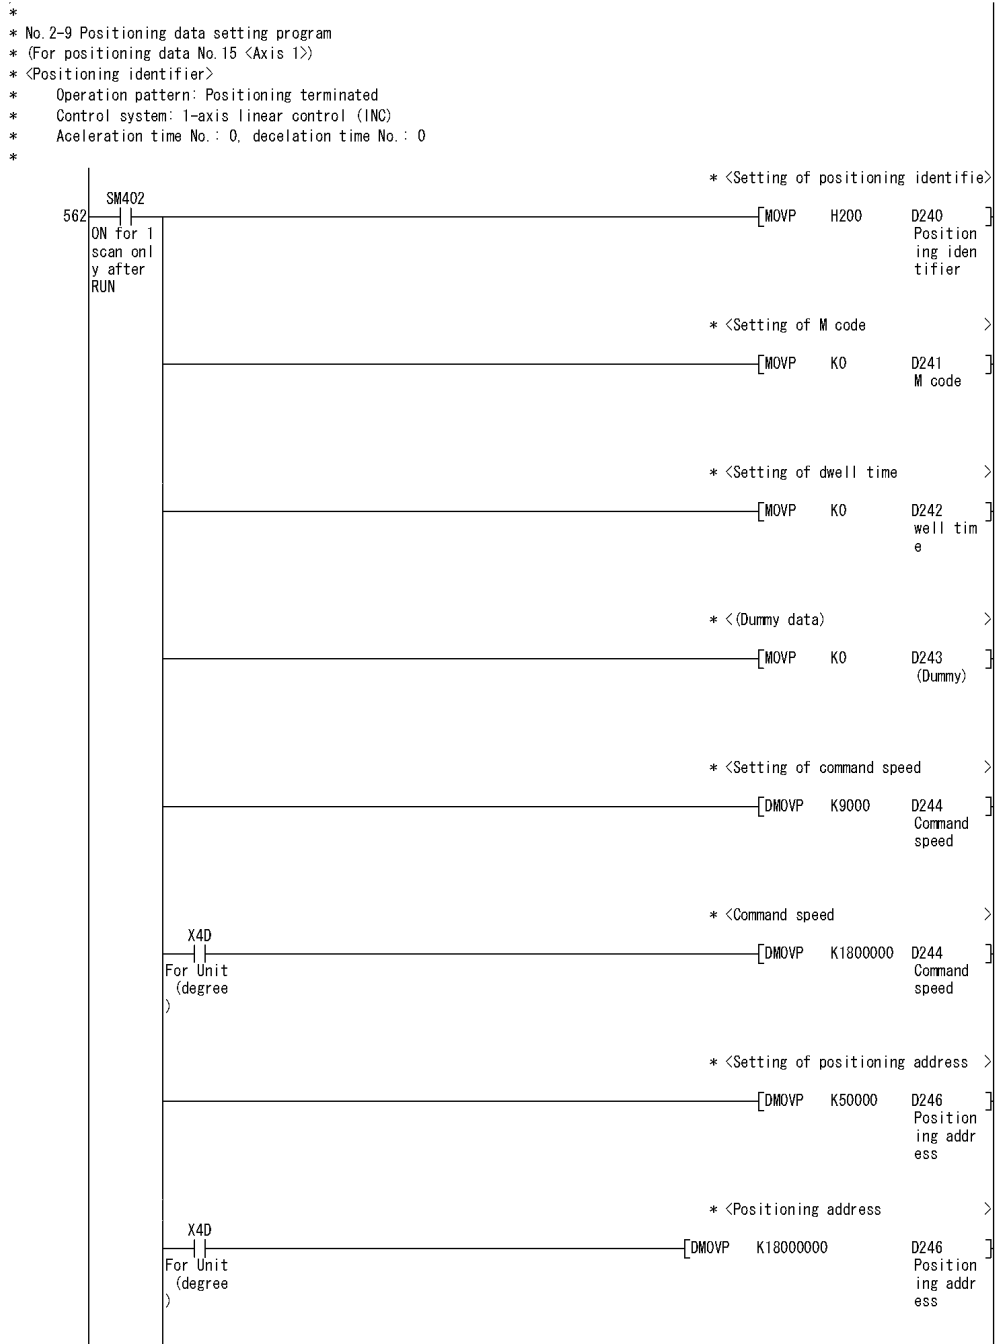 *
* No.2-9 Positioning data setting program
* (For positioning data No.15 <Axis 1>)
* <Positioning identifier>
* Operation pattern: Positioning terminated
* Control system: 1-axis linear control (INC)
* Aceleration time No.: 0, decelation time No.: 0
*
* <Setting of positioning identifie>
SM402
562
[MOVP H200 D240 ]
ON for 1
scan onl
y after
RUN
Position
ing iden
tifier
* <Setting of M code >
[MOVP K0 D241 ]
M code
* <Setting of dwell time >
[MOVP K0 D242 ]
well tim
e
* <(Dummy data) >
[MOVP K0 D243 ]
(Dummy)
* <Setting of command speed >
[DMOVP K9000 D244 ]
Command
speed
* <Command speed >
X4D
[DMOVP K1800000 D244 ]
For Unit
(degree
)
Command
speed
* <Setting of positioning address >
[DMOVP K50000 D246 ]
Position
ing addr
ess
* <Positioning address >
X4D
[DMOVP K18000000 D246 ]
For Unit
(degree
)
Position
ing addr
ess